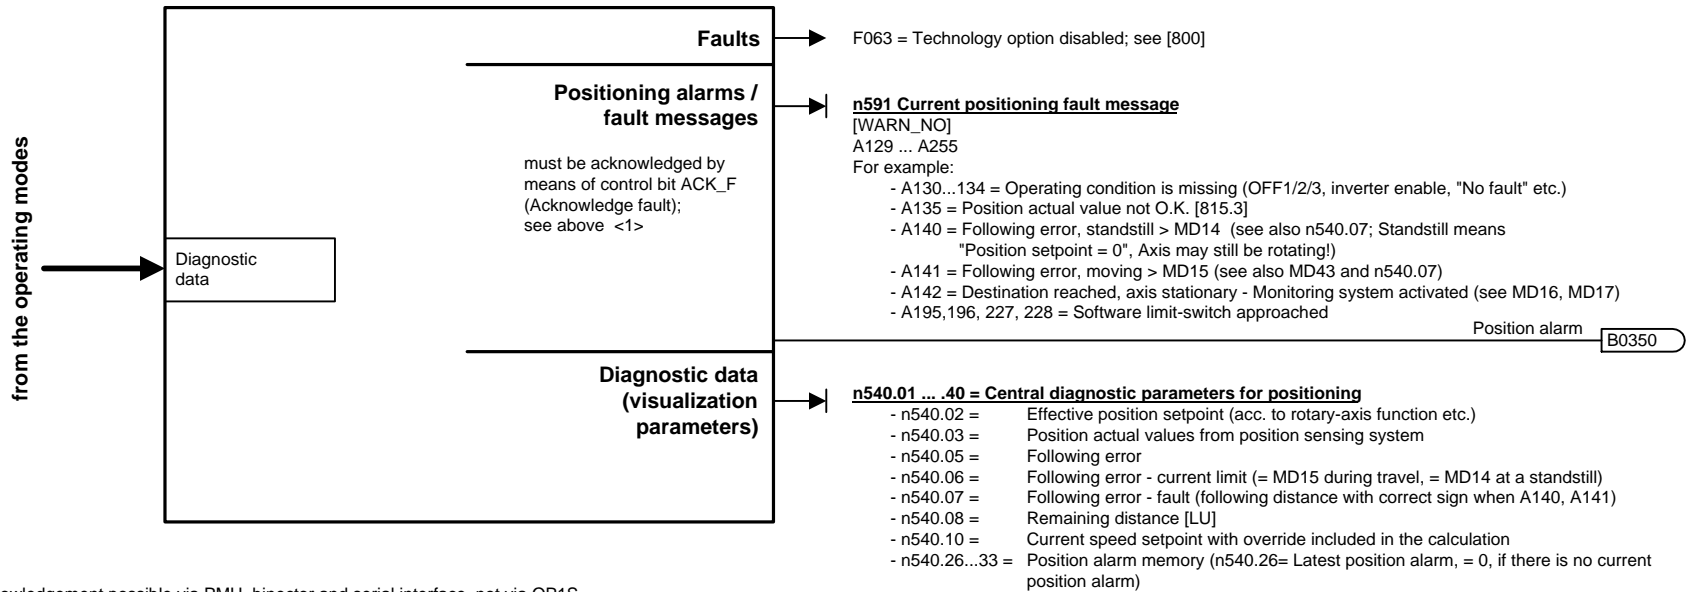 from the operating modes
Diagnostic
data
Faults
F063 = Technology option disabled; see [800]
Positioning alarms /
fault messages
must be acknowledged by
means of control bit ACK_F
(Acknowledge fault);
see above <1>
n591 Current positioning fault message
[WARN_NO]
A129 ... A255
For example:
- A130...134 = Operating condition is missing (OFF1/2/3, inverter enable, "No fault" etc.)
- A135 = Position actual value not O.K. [815.3]
- A140 = Following error, standstill > MD14 (see also n540.07; Standstill means
"Position setpoint = 0", Axis may still be rotating!)
- A141 = Following error, moving > MD15 (see also MD43 and n540.07)
- A142 = Destination reached, axis stationary - Monitoring system activated (see MD16, MD17)
- A195,196, 227, 228 = Software limit-switch approached
Position alarm
B0350
Diagnostic data
(visualization
parameters)
n540.01 ... .40 = Central diagnostic parameters for positioning
- n540.02 = Effective position setpoint (acc. to rotary-axis function etc.)
- n540.03 = Position actual values from position sensing system
- n540.05 = Following error
- n540.06 = Following error - current limit (= MD15 during travel, = MD14 at a standstill)
- n540.07 = Following error - fault (following distance with correct sign when A140, A141)
- n540.08 = Remaining distance [LU]
- n540.10 = Current speed setpoint with override included in the calculation
- n540.26...33 = Position alarm memory (n540.26= Latest position alarm, = 0, if there is no current
position alarm)